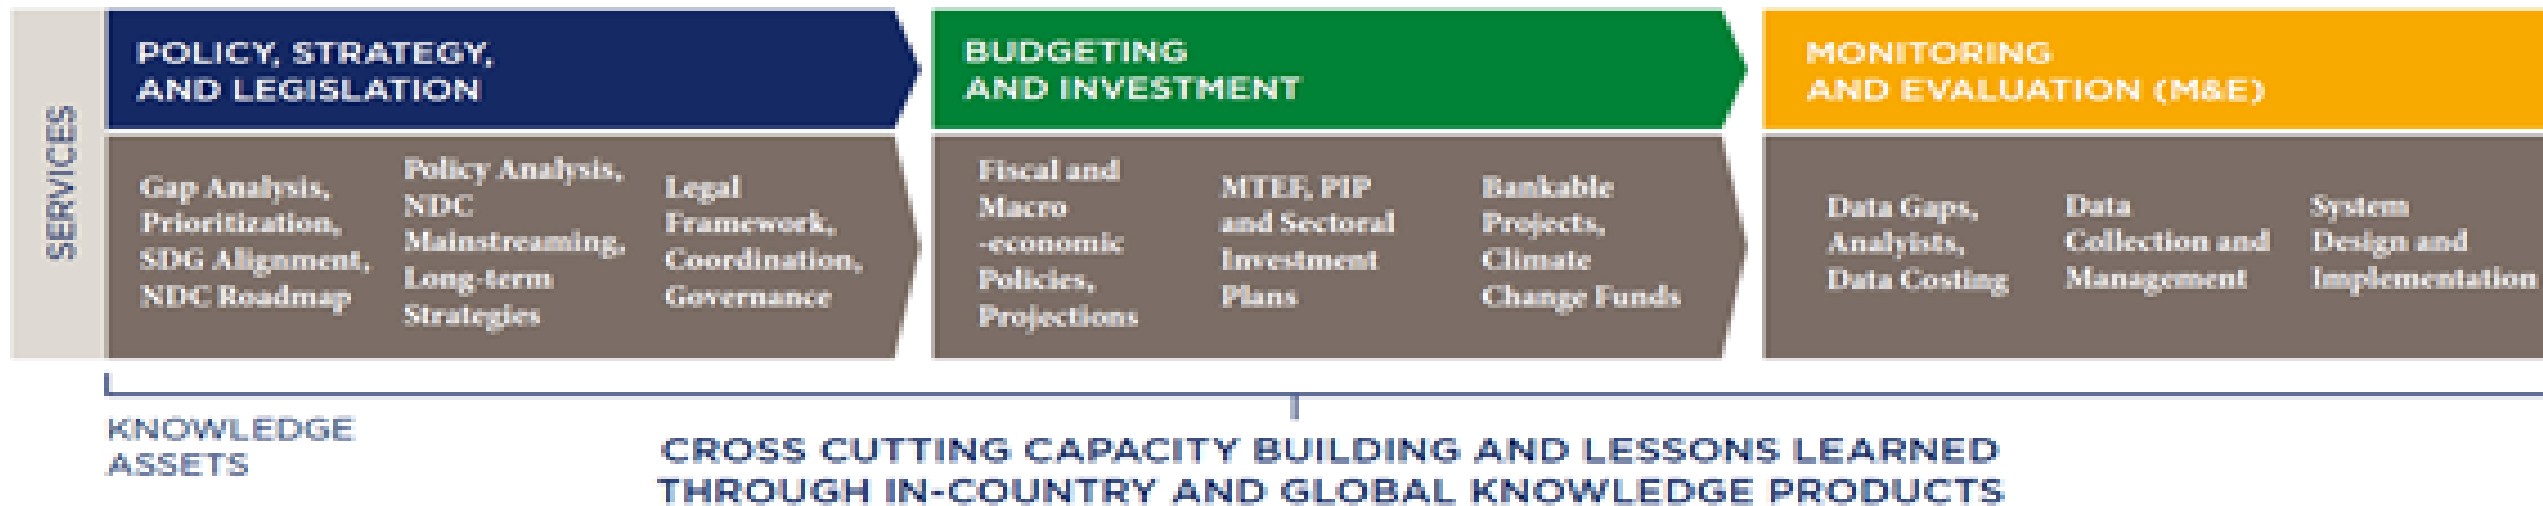 SERVICES
POLICY, STRATEGY,
AND LEGISLATION
Gap Analysis,
Prioritization,
SDG Alignment,
NDC Roadmap
Policy Analysis,
NDC
Mainstreaming,
Long-term
Strategies
Legal
Framework,
Coordination,
Governance
BUDGETING
AND INVESTMENT
Fiscal and
Macro
-economic
Policies,
Projections
MTEF, PIP
and Sectoral
Investment
Plans
Bankable
Projects,
Climate
Change Funds
MONITORING
AND EVALUATION (M&E)
Data Gaps,
Analyists,
Data Costing
Data
Collection and
Management
System
Design and
Implementation
KNOWLEDGE
ASSETS
CROSS CUTTING CAPACITY BUILDING AND LESSONS LEARNED
THROUGH IN-COUNTRY AND GLOBAL KNOWLEDGE PRODUCTS